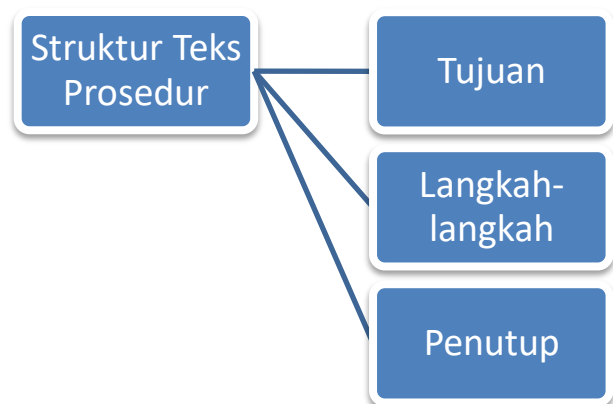 Struktur Teks
Prosedur
Tujuan
Langkah-
langkah
Penutup